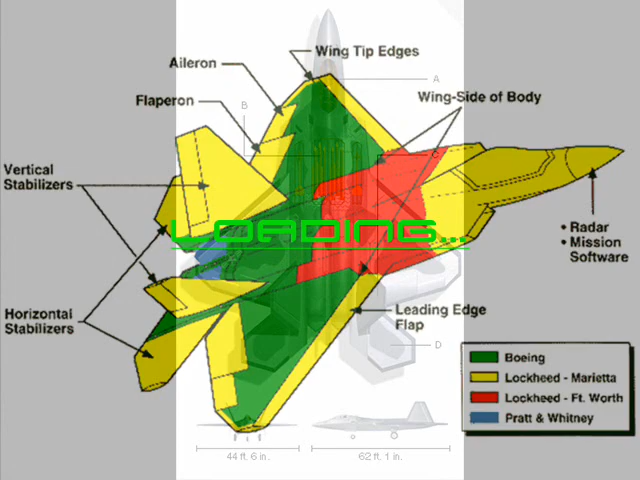 Wing Tip Edges
Aileron
A
Flaperon
Wing-Side of Body
B
C
Vertical
Stabilizers
LOADING...
• Radar
• Mission
Software
Horizontal
Stabilizers
Leading Edge
Flap
D
Boeing
Lockheed - Marietta
Lockheed - Ft. Worth
Pratt & Whitney
44 ft. 6 in.
62 ft. 1 in.